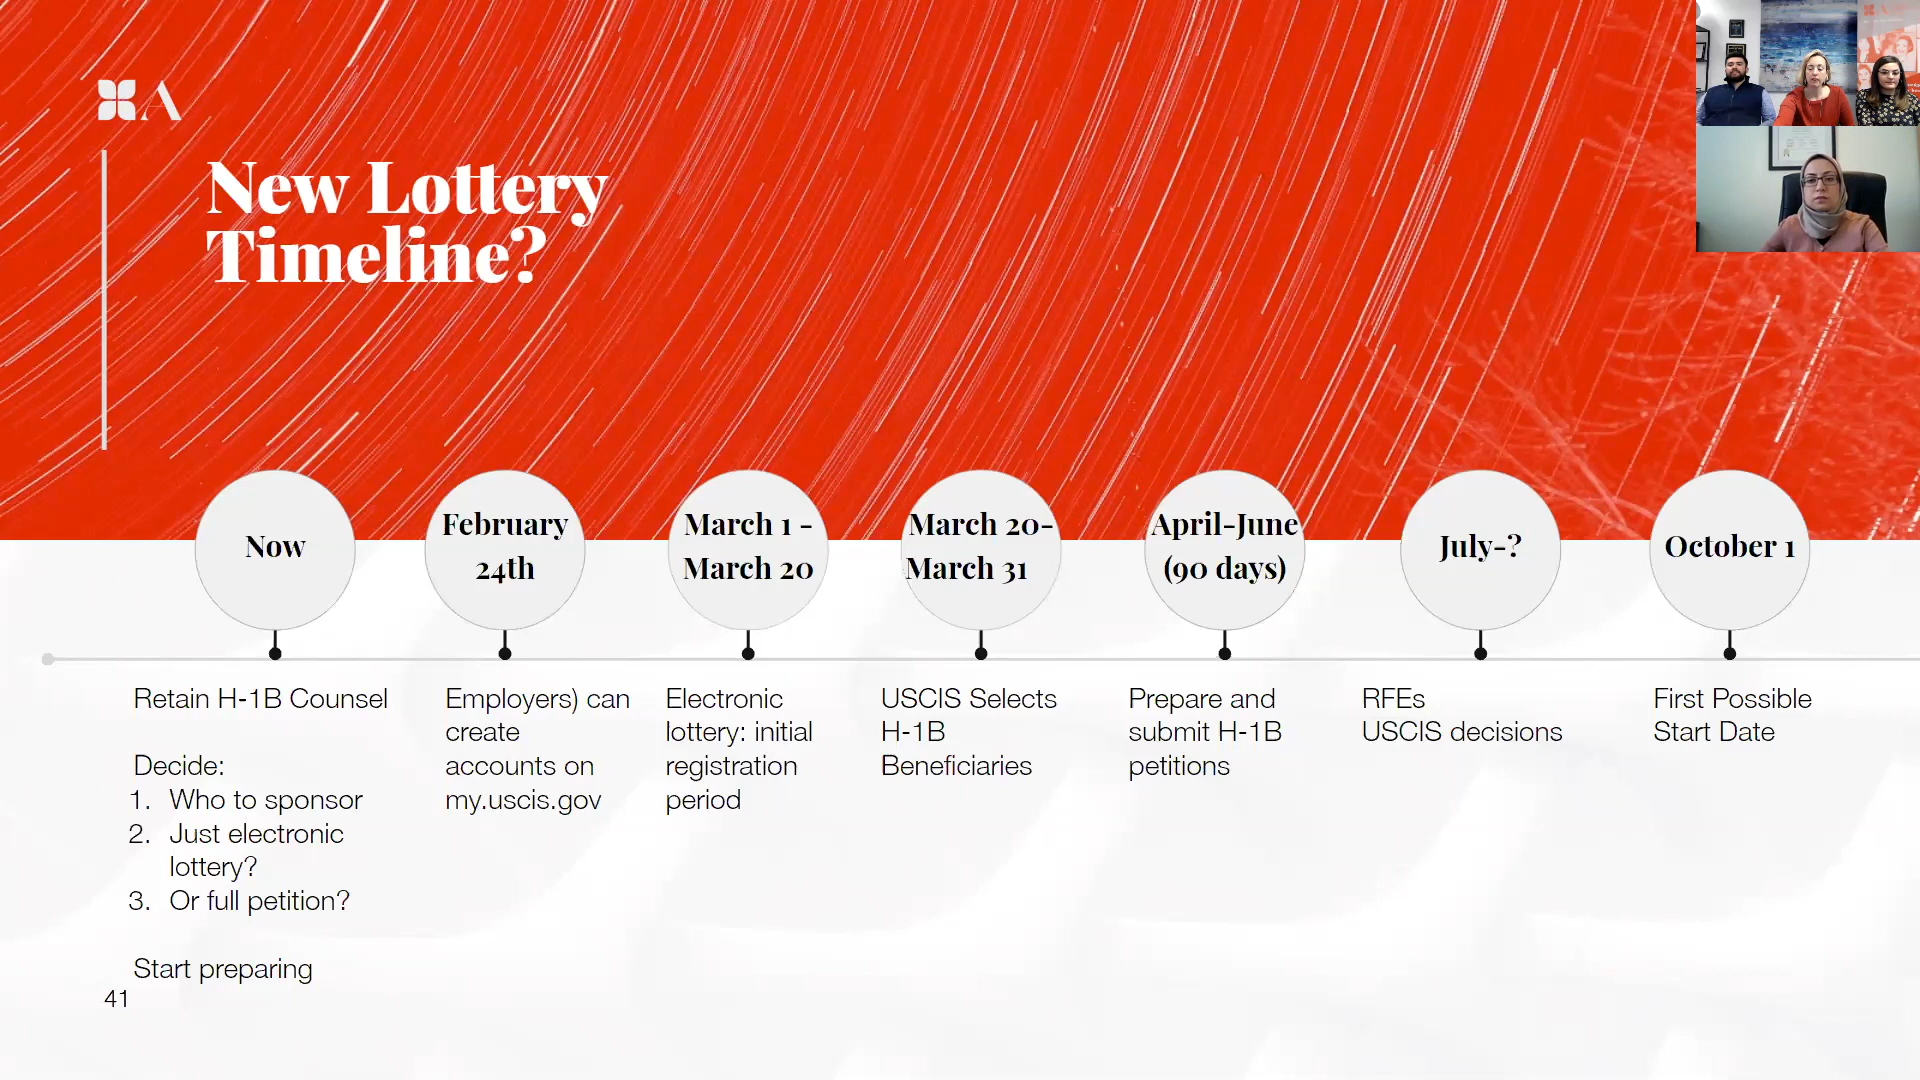 A
New Lottery
Timeline?
Now
February
24th
March 1 -
March 20
March 20-
March 31
April-June
(90 days)
July-?
October 1
Retain H-1B Counsel
Decide:
1. Who to sponsor
2. Just electronic
lottery?
3. Or full petition?
Start preparing
Employers) can
create
accounts on
my.uscis.gov
Electronic
lottery: initial
registration
period
USCIS Selects
H-1B
Beneficiaries
Prepare and
submit H-1B
petitions
RFEs
USCIS decisions
First Possible
Start Date
41